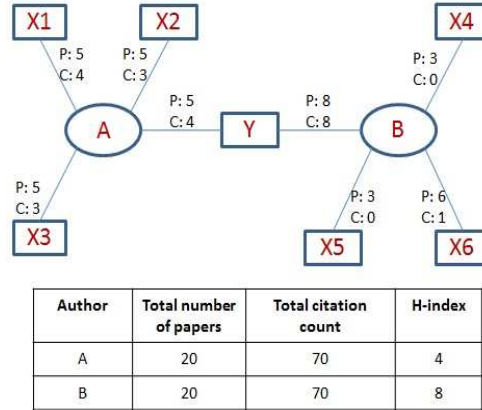 X1
X2
X4
P: 5
C: 4
P: 5
C: 3
P: 3
C: 0
A
P: 5
C: 4
Y
P: 8
C: 8
B
P: 5
C: 3
X3
P: 3
C: 0
X5
P: 6
C: 1
X6
Author Total number of papers Total citation count H-index
A 20 70 4
B 20 70 8